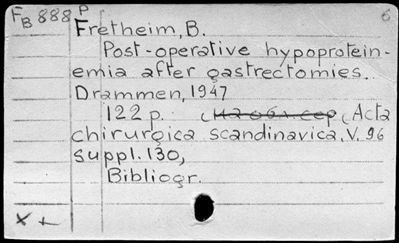 FB 888 P 6
Fretheim, B.
Post-operative hypoprotein-
emia after gastrectomies.
Drammen, 1947
122 p. (Acta
chirurgica scandinavica. V. 96
suppl. 130,
Bibliogr.
x +